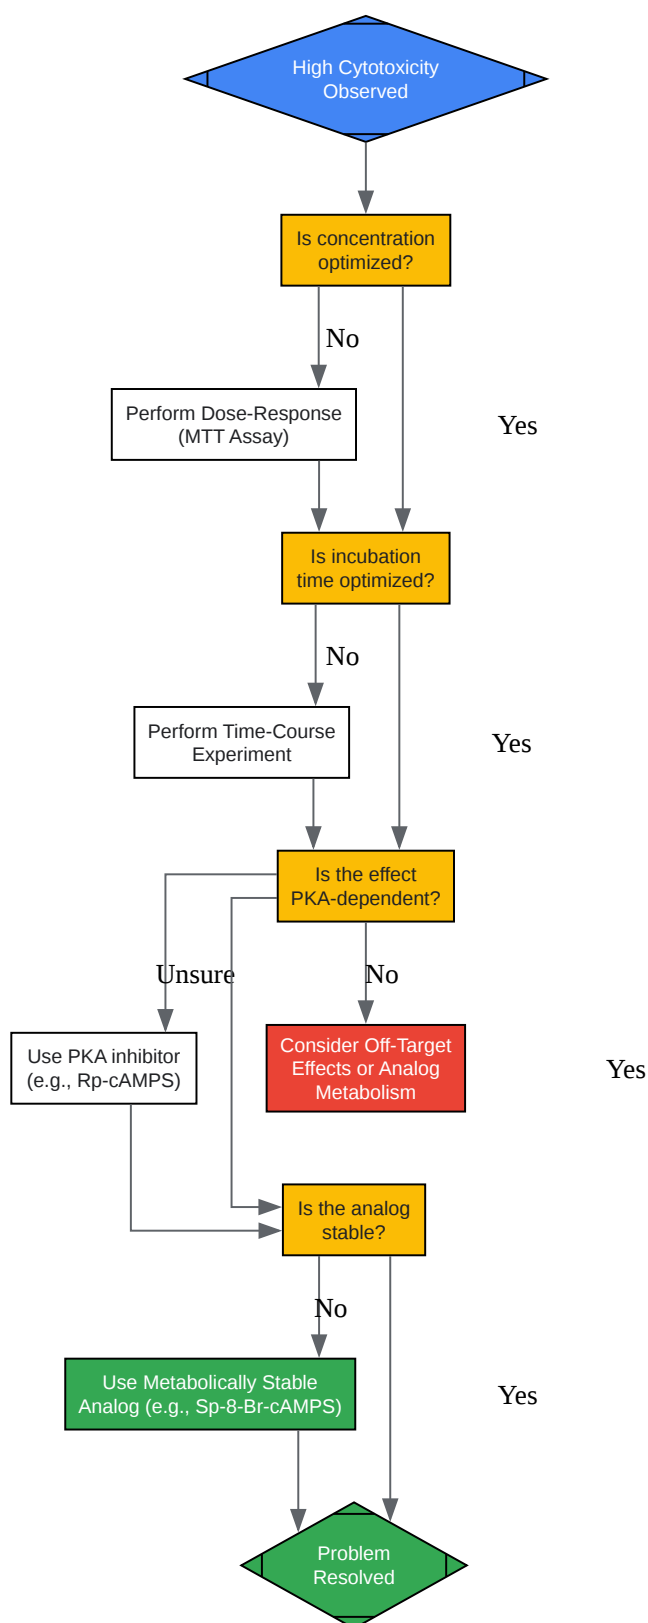 High Cytotoxicity
Observed
Is concentration
optimized?
No
Perform Dose-Response
(MTT Assay)
Yes
Is incubation
time optimized?
No
Perform Time-Course
Experiment
Yes
Is the effect
PKA-dependent?
Unsure
No
Use PKA inhibitor
(e.g., Rp-cAMPS)
Consider Off-Target
Effects or Analog
Metabolism
Yes
Is the analog
stable?
No
Use Metabolically Stable
Analog (e.g., Sp-8-Br-cAMPS)
Yes
Problem
Resolved